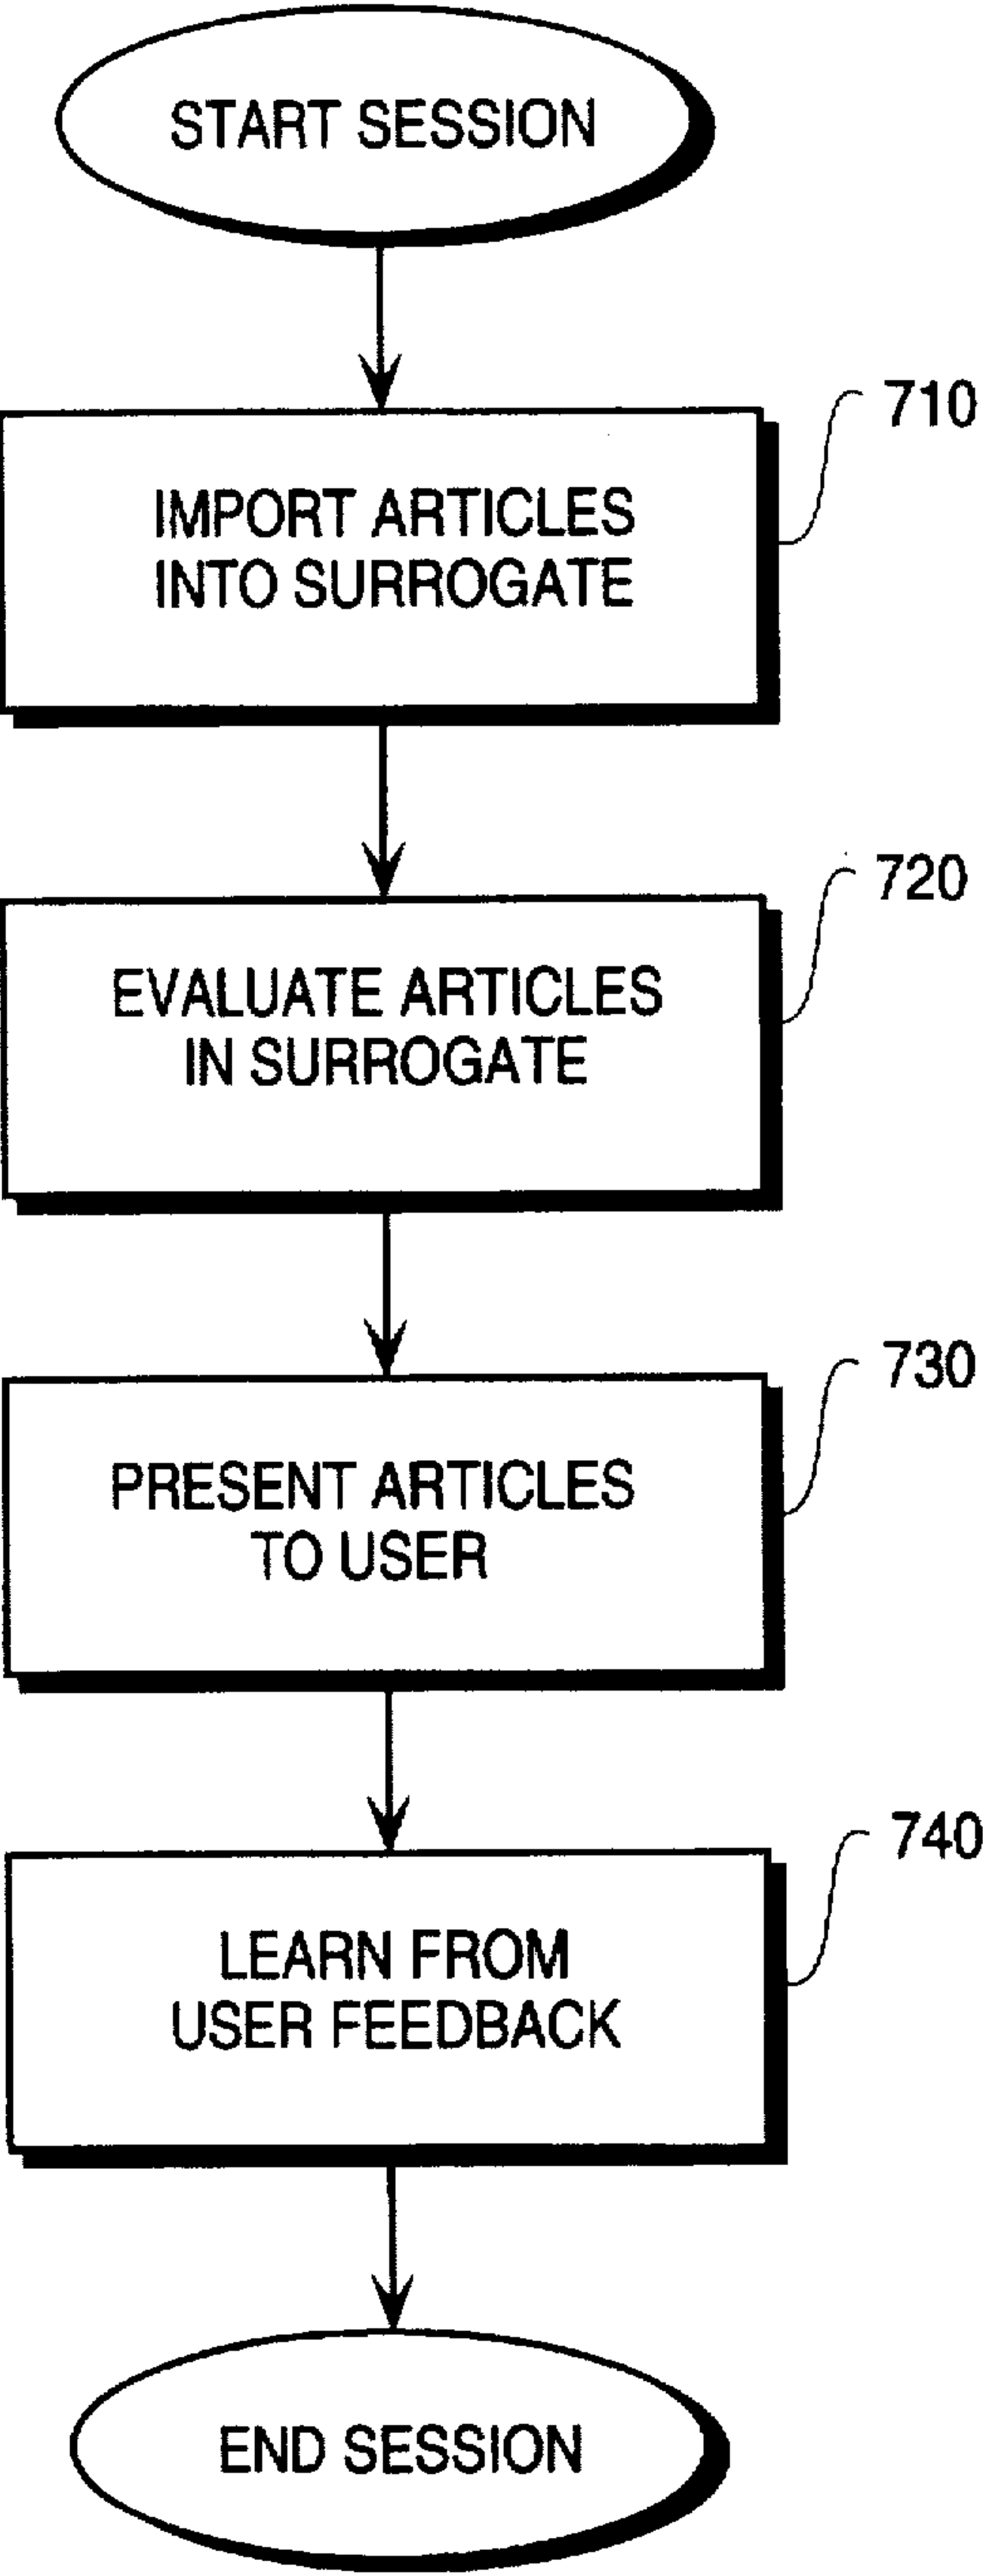 START SESSION
710
IMPORT ARTICLES
INTO SURROGATE
720
EVALUATE ARTICLES
IN SURROGATE
730
PRESENT ARTICLES
TO USER
740
LEARN FROM
USER FEEDBACK
END SESSION